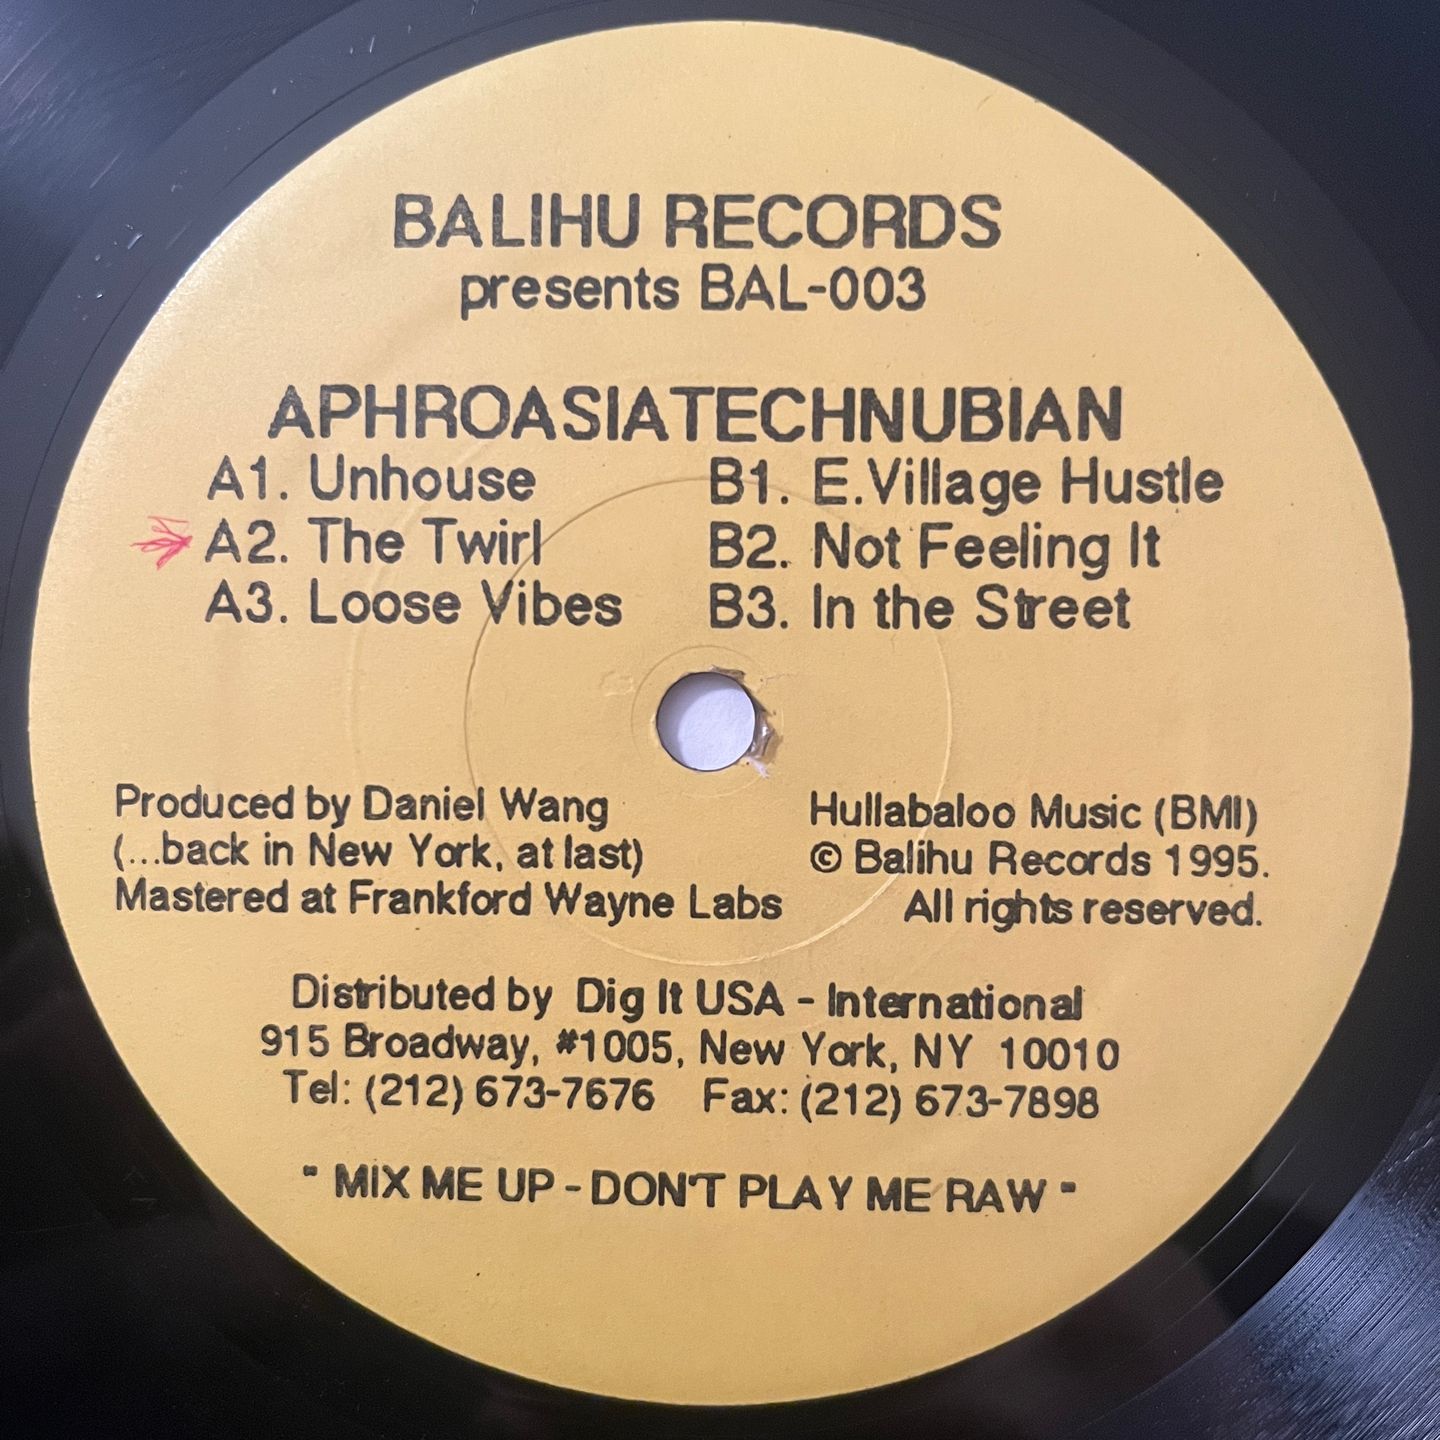 BALIHU RECORDS
presents BAL-003
APHROASIATECHNUBIAN
A1. Unhouse
A2. The Twirl
A3. Loose Vibes
B1. E.Village Hustle
B2. Not Feeling It
B3. In the Street
Produced by Daniel Wang
(...back in New York, at last)
Mastered at Frankford Wayne Labs
Hullabaloo Music (BMI)
© Balihu Records 1995.
All rights reserved.
Distributed by Dig It USA - International
915 Broadway, #1005, New York, NY 10010
Tel: (212) 673-7676 Fax: (212) 673-7898
" MIX ME UP - DON'T PLAY ME RAW "